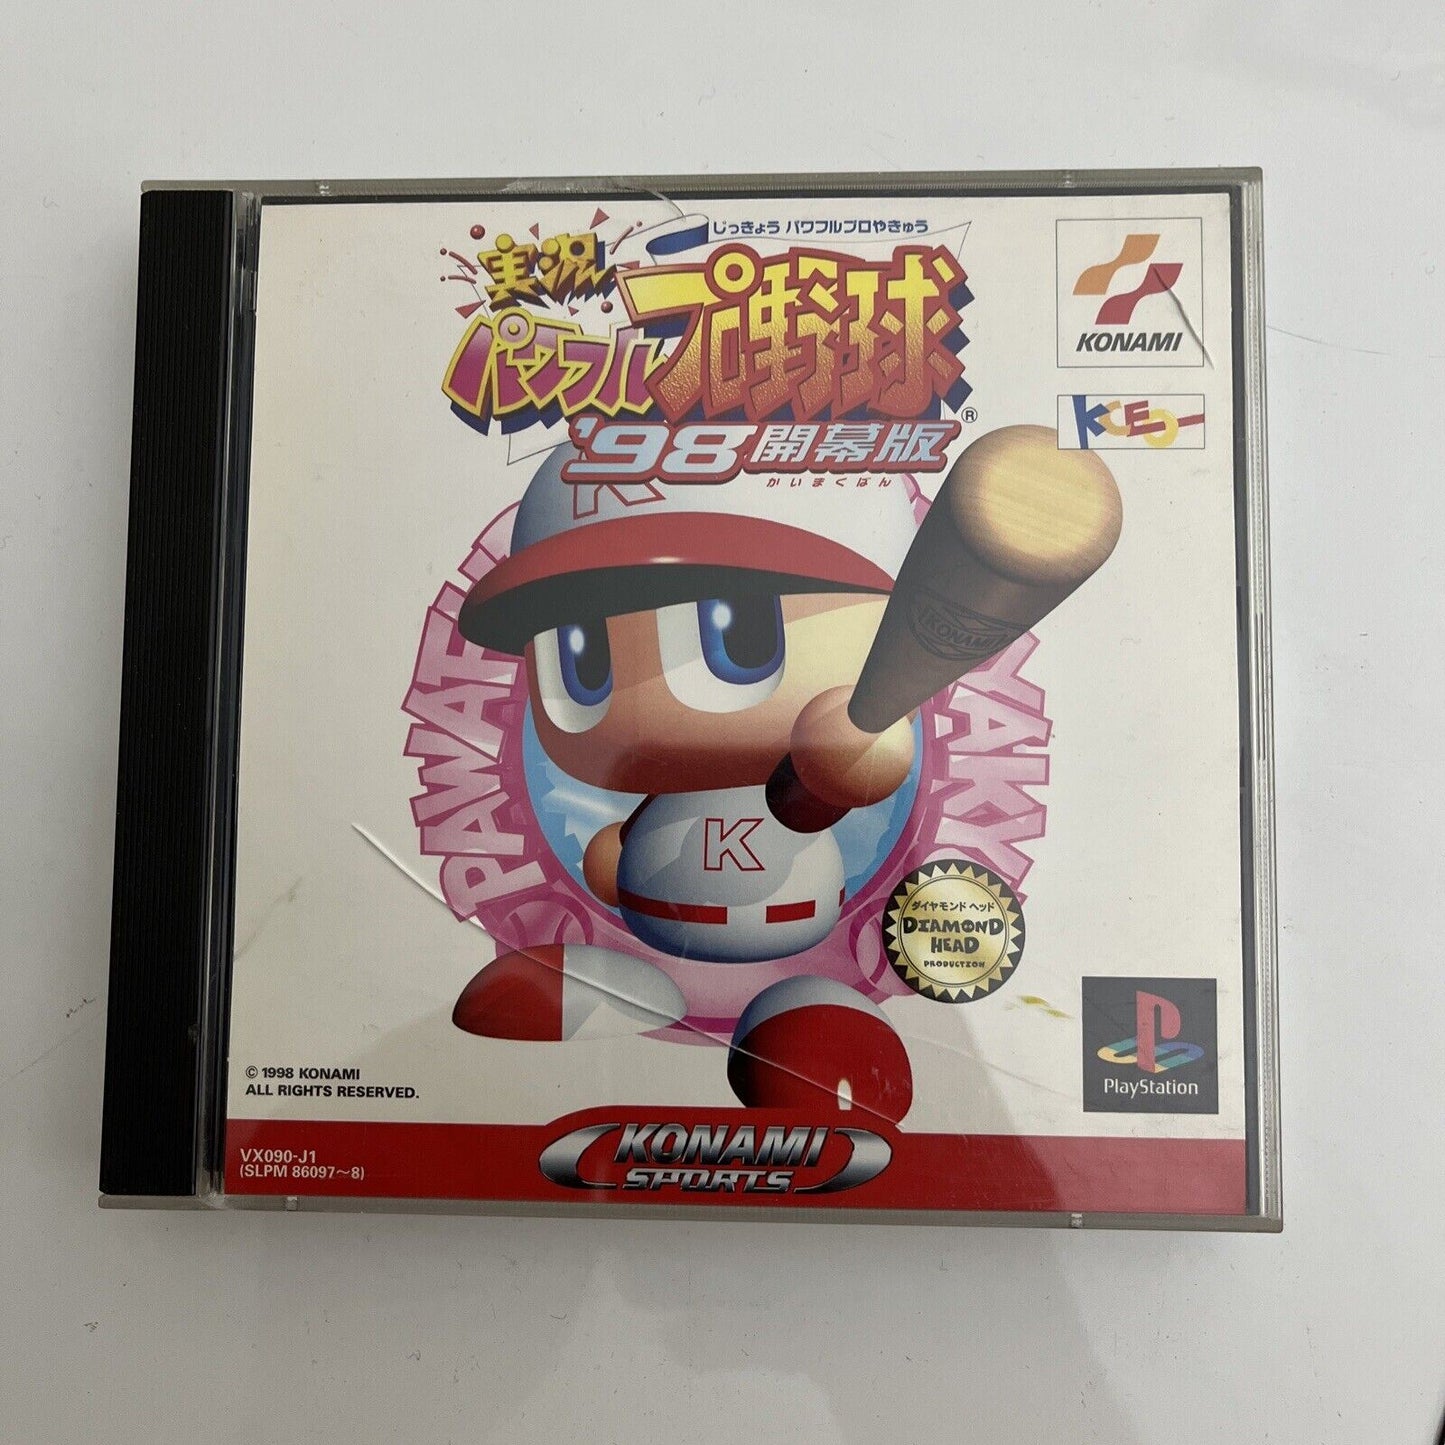 じっきょう パワフルプロやきゅう
実況
パワフルプロ野球®
'98開幕版
かいまくばん
KONAMI
KCEO
K
KONAMI
PAWAFU
YAKYU
K
ダイヤモンド ヘッド
DIAMOND
HEAD
PRODUCTION
PlayStation
© 1998 KONAMI
ALL RIGHTS RESERVED.
VX090-J1
(SLPM 86097~8)
KONAMI
SPORTS